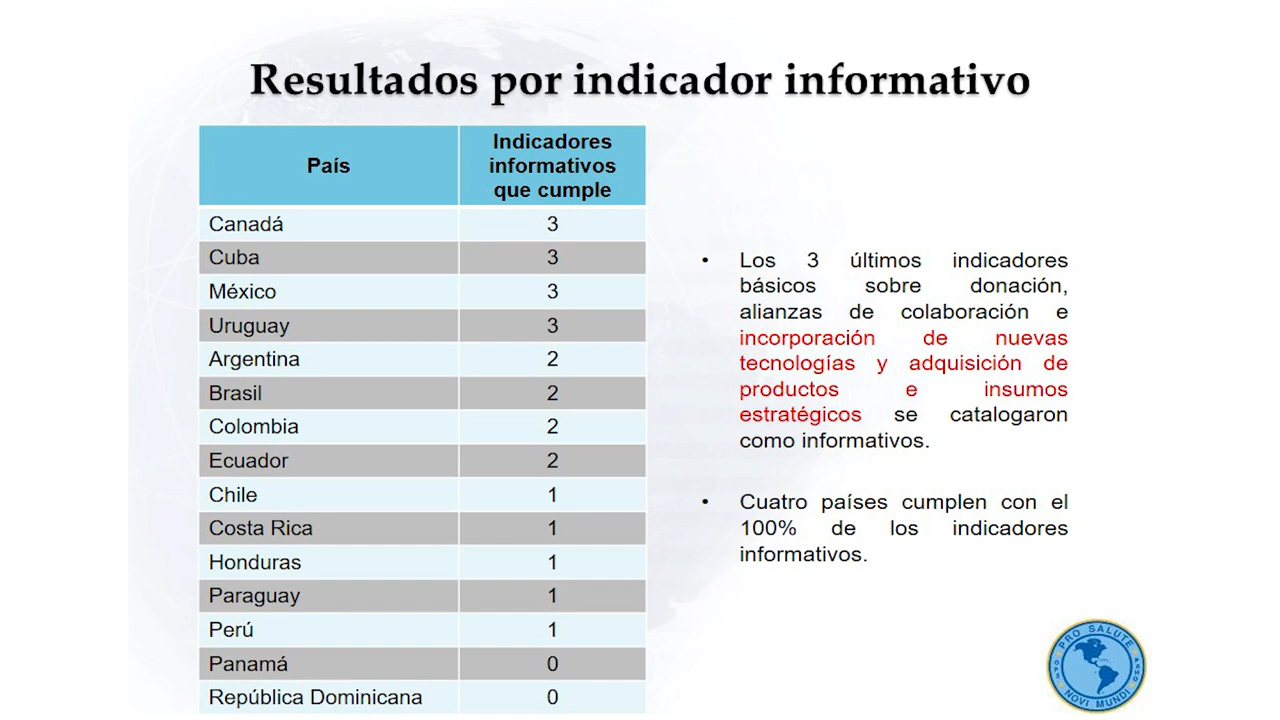 Resultados por indicador informativo
País
Indicadores
informativos
que cumple
Canadá 3
Cuba 3
México 3
Uruguay 3
Argentina 2
Brasil 2
Colombia 2
Ecuador 2
Chile 1
Costa Rica 1
Honduras 1
Paraguay 1
Perú 1
Panamá 0
República Dominicana 0
• Los 3 últimos indicadores
básicos sobre donación,
alianzas de colaboración e
incorporación de nuevas
tecnologías y adquisición de
productos e insumos
estratégicos se catalogaron
como informativos.
• Cuatro países cumplen con el
100% de los indicadores
informativos.
PRO SALUTE
OPS
PAHO
NOVI MUNDI